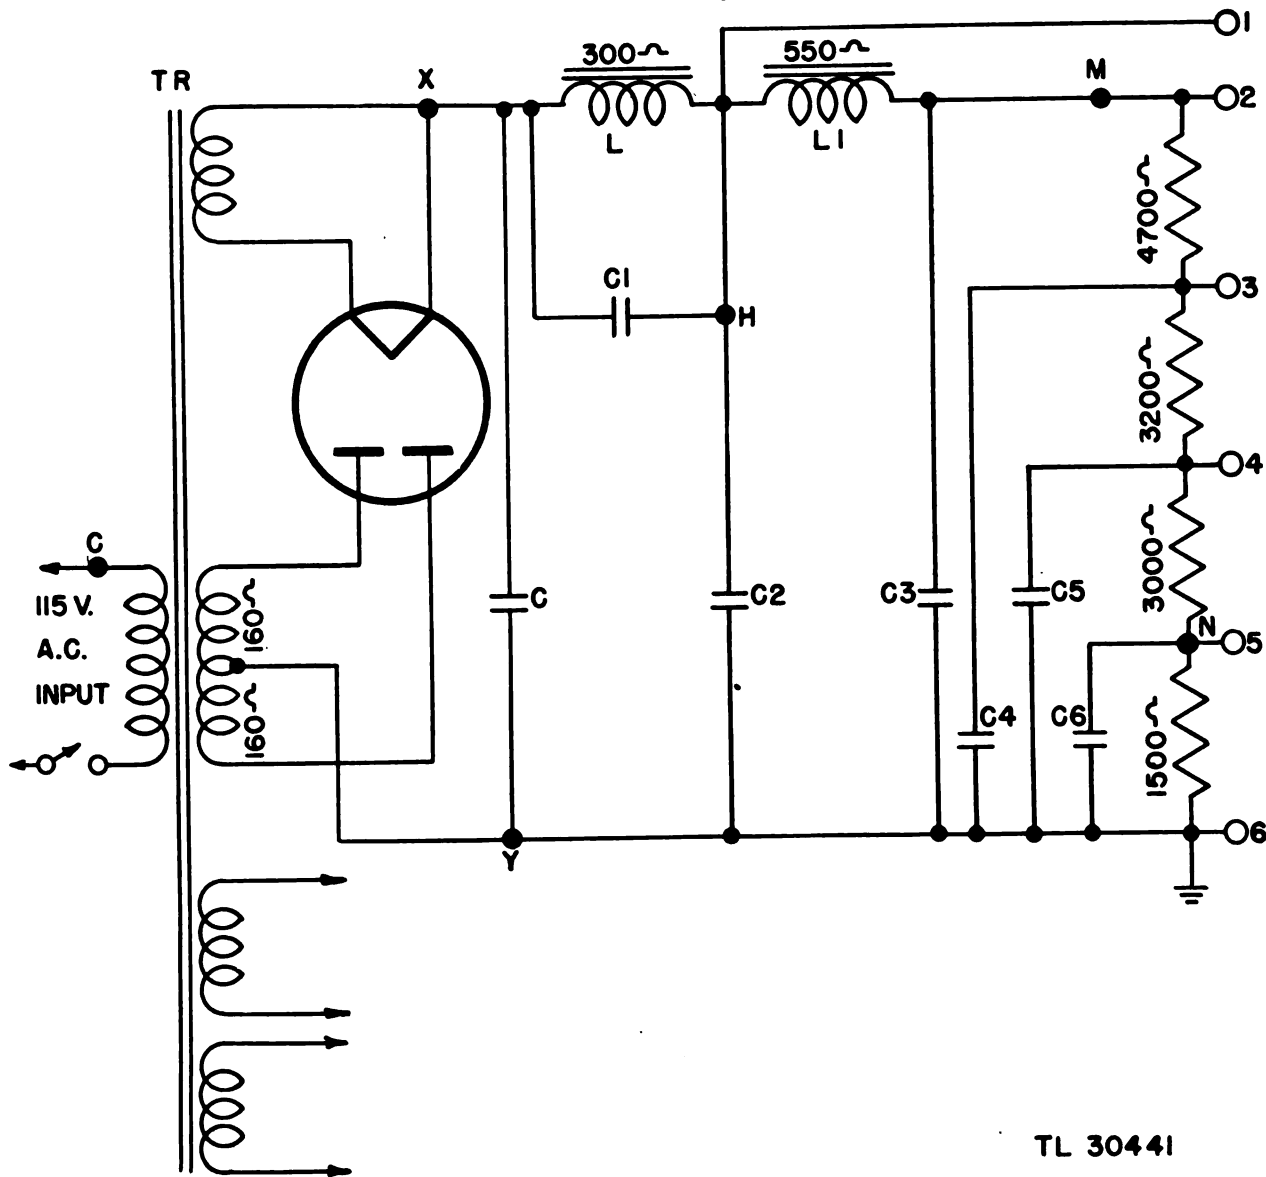 1
300~
550~
TR
X
M
2
L
L1
4700~
C1
3
H
3200~
4
C
115 V.
A.C.
INPUT
160~
160~
C
C2
C3
C5
3000~
N
5
C4
C6
1500~
6
Y
TL 30441